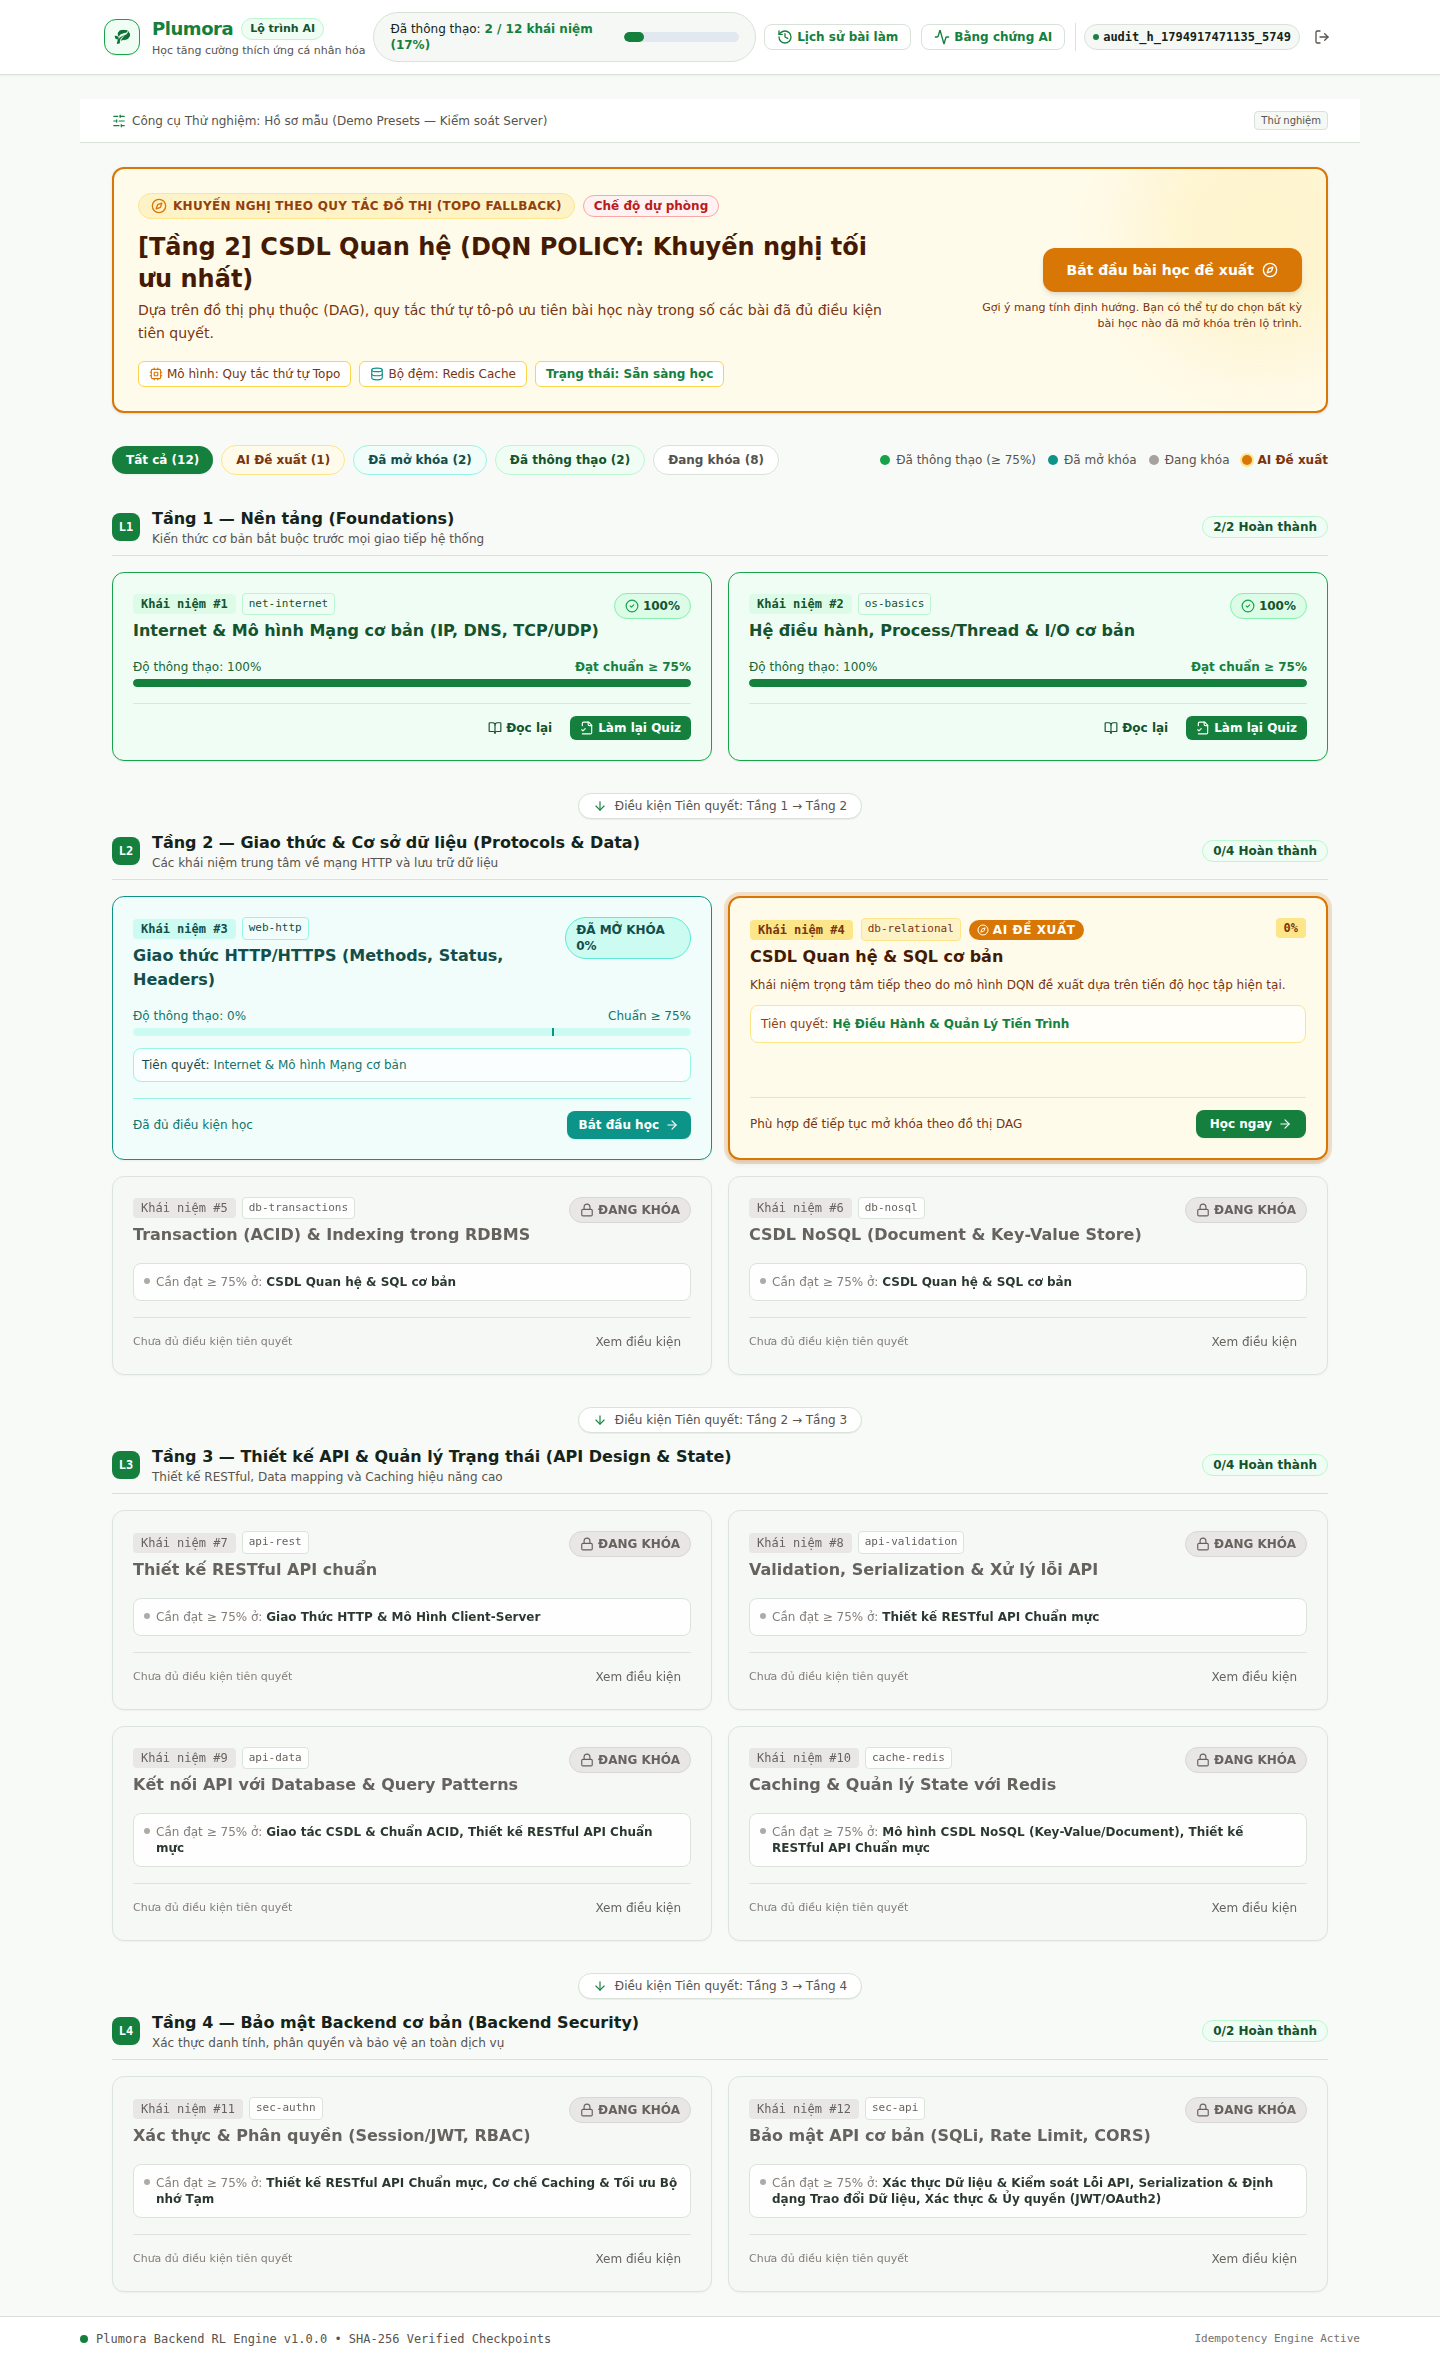 Plumora Lộ trình AI
Học tăng cường thích ứng cá nhân hóa
Đã thông thạo: 2 / 12 khái niệm
(17%)
Lịch sử bài làm
Bằng chứng AI
audit_h_1794917471135_5749
Công cụ Thử nghiệm: Hồ sơ mẫu (Demo Presets — Kiểm soát Server)
Thử nghiệm
KHUYẾN NGHỊ THEO QUY TẮC ĐỒ THỊ (TOPO FALLBACK)
Chế độ dự phòng
[Tầng 2] CSDL Quan hệ (DQN POLICY: Khuyến nghị tối
ưu nhất)
Dựa trên đồ thị phụ thuộc (DAG), quy tắc thứ tự tô-pô ưu tiên bài học này trong số các bài đã đủ điều kiện
tiên quyết.
Mô hình: Quy tắc thứ tự Topo
Bộ đệm: Redis Cache
Trạng thái: Sẵn sàng học
Bắt đầu bài học đề xuất
Gợi ý mang tính định hướng. Bạn có thể tự do chọn bất kỳ
bài học nào đã mở khóa trên lộ trình.
Tất cả (12)
AI Đề xuất (1)
Đã mở khóa (2)
Đã thông thạo (2)
Đang khóa (8)
Đã thông thạo (≥ 75%)
Đã mở khóa
Đang khóa
AI Đề xuất
L1
Tầng 1 — Nền tảng (Foundations)
Kiến thức cơ bản bắt buộc trước mọi giao tiếp hệ thống
2/2 Hoàn thành
Khái niệm #1 net-internet
100%
Internet & Mô hình Mạng cơ bản (IP, DNS, TCP/UDP)
Độ thông thạo: 100%
Đạt chuẩn ≥ 75%
Đọc lại
Làm lại Quiz
Khái niệm #2 os-basics
100%
Hệ điều hành, Process/Thread & I/O cơ bản
Độ thông thạo: 100%
Đạt chuẩn ≥ 75%
Đọc lại
Làm lại Quiz
Điều kiện Tiên quyết: Tầng 1 → Tầng 2
L2
Tầng 2 — Giao thức & Cơ sở dữ liệu (Protocols & Data)
Các khái niệm trung tâm về mạng HTTP và lưu trữ dữ liệu
0/4 Hoàn thành
Khái niệm #3 web-http
ĐÃ MỞ KHÓA
0%
Giao thức HTTP/HTTPS (Methods, Status,
Headers)
Độ thông thạo: 0%
Chuẩn ≥ 75%
Tiên quyết: Internet & Mô hình Mạng cơ bản
Đã đủ điều kiện học
Bắt đầu học
Khái niệm #4 db-relational AI ĐỀ XUẤT
0%
CSDL Quan hệ & SQL cơ bản
Khái niệm trọng tâm tiếp theo do mô hình DQN đề xuất dựa trên tiến độ học tập hiện tại.
Tiên quyết: Hệ Điều Hành & Quản Lý Tiến Trình
Phù hợp để tiếp tục mở khóa theo đồ thị DAG
Học ngay
Khái niệm #5 db-transactions
ĐANG KHÓA
Transaction (ACID) & Indexing trong RDBMS
Cần đạt ≥ 75% ở: CSDL Quan hệ & SQL cơ bản
Chưa đủ điều kiện tiên quyết
Xem điều kiện
Khái niệm #6 db-nosql
ĐANG KHÓA
CSDL NoSQL (Document & Key-Value Store)
Cần đạt ≥ 75% ở: CSDL Quan hệ & SQL cơ bản
Chưa đủ điều kiện tiên quyết
Xem điều kiện
Điều kiện Tiên quyết: Tầng 2 → Tầng 3
L3
Tầng 3 — Thiết kế API & Quản lý Trạng thái (API Design & State)
Thiết kế RESTful, Data mapping và Caching hiệu năng cao
0/4 Hoàn thành
Khái niệm #7 api-rest
ĐANG KHÓA
Thiết kế RESTful API chuẩn
Cần đạt ≥ 75% ở: Giao Thức HTTP & Mô Hình Client-Server
Chưa đủ điều kiện tiên quyết
Xem điều kiện
Khái niệm #8 api-validation
ĐANG KHÓA
Validation, Serialization & Xử lý lỗi API
Cần đạt ≥ 75% ở: Thiết kế RESTful API Chuẩn mực
Chưa đủ điều kiện tiên quyết
Xem điều kiện
Khái niệm #9 api-data
ĐANG KHÓA
Kết nối API với Database & Query Patterns
Cần đạt ≥ 75% ở: Giao tác CSDL & Chuẩn ACID, Thiết kế RESTful API Chuẩn
mực
Chưa đủ điều kiện tiên quyết
Xem điều kiện
Khái niệm #10 cache-redis
ĐANG KHÓA
Caching & Quản lý State với Redis
Cần đạt ≥ 75% ở: Mô hình CSDL NoSQL (Key-Value/Document), Thiết kế
RESTful API Chuẩn mực
Chưa đủ điều kiện tiên quyết
Xem điều kiện
Điều kiện Tiên quyết: Tầng 3 → Tầng 4
L4
Tầng 4 — Bảo mật Backend cơ bản (Backend Security)
Xác thực danh tính, phân quyền và bảo vệ an toàn dịch vụ
0/2 Hoàn thành
Khái niệm #11 sec-authn
ĐANG KHÓA
Xác thực & Phân quyền (Session/JWT, RBAC)
Cần đạt ≥ 75% ở: Thiết kế RESTful API Chuẩn mực, Cơ chế Caching & Tối ưu Bộ
nhớ Tạm
Chưa đủ điều kiện tiên quyết
Xem điều kiện
Khái niệm #12 sec-api
ĐANG KHÓA
Bảo mật API cơ bản (SQLi, Rate Limit, CORS)
Cần đạt ≥ 75% ở: Xác thực Dữ liệu & Kiểm soát Lỗi API, Serialization & Định
dạng Trao đổi Dữ liệu, Xác thực & Ủy quyền (JWT/OAuth2)
Chưa đủ điều kiện tiên quyết
Xem điều kiện
Plumora Backend RL Engine v1.0.0 • SHA-256 Verified Checkpoints
Idempotency Engine Active